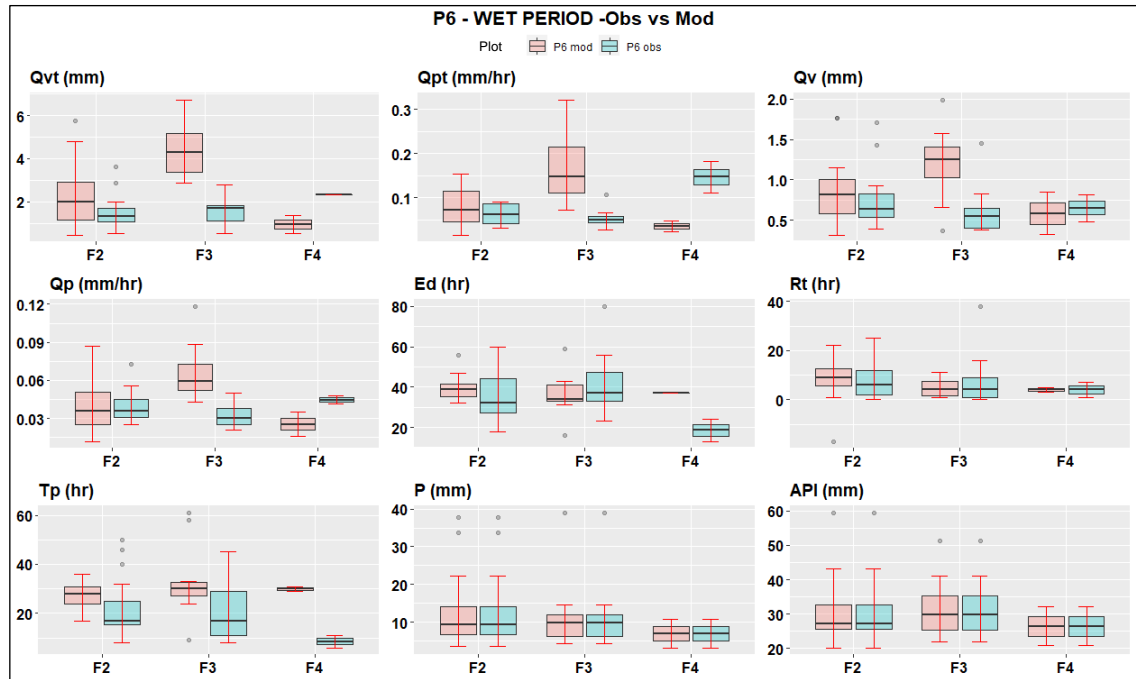 P6 - WET PERIOD -Obs vs Mod
Plot P6 mod P6 obs
Qvt (mm)
6
4
2
F2 F3 F4
Qpt (mm/hr)
0.3
0.2
0.1
F2 F3 F4
Qv (mm)
2.0
1.5
1.0
0.5
F2 F3 F4
Qp (mm/hr)
0.12
0.09
0.06
0.03
F2 F3 F4
Ed (hr)
80
60
40
20
F2 F3 F4
Rt (hr)
40
20
0
F2 F3 F4
Tp (hr)
60
40
20
F2 F3 F4
P (mm)
40
30
20
10
F2 F3 F4
API (mm)
60
50
40
30
20
F2 F3 F4